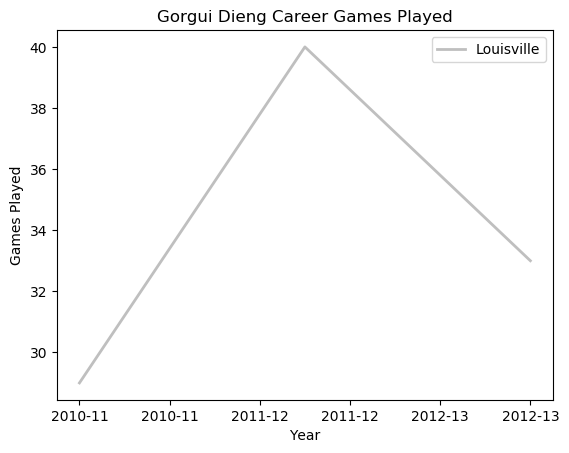 Gorgui Dieng Career Games Played
Louisville
40
38
36
34
32
30
Games Played
2010-11 2010-11 2011-12 2011-12 2012-13 2012-13
Year